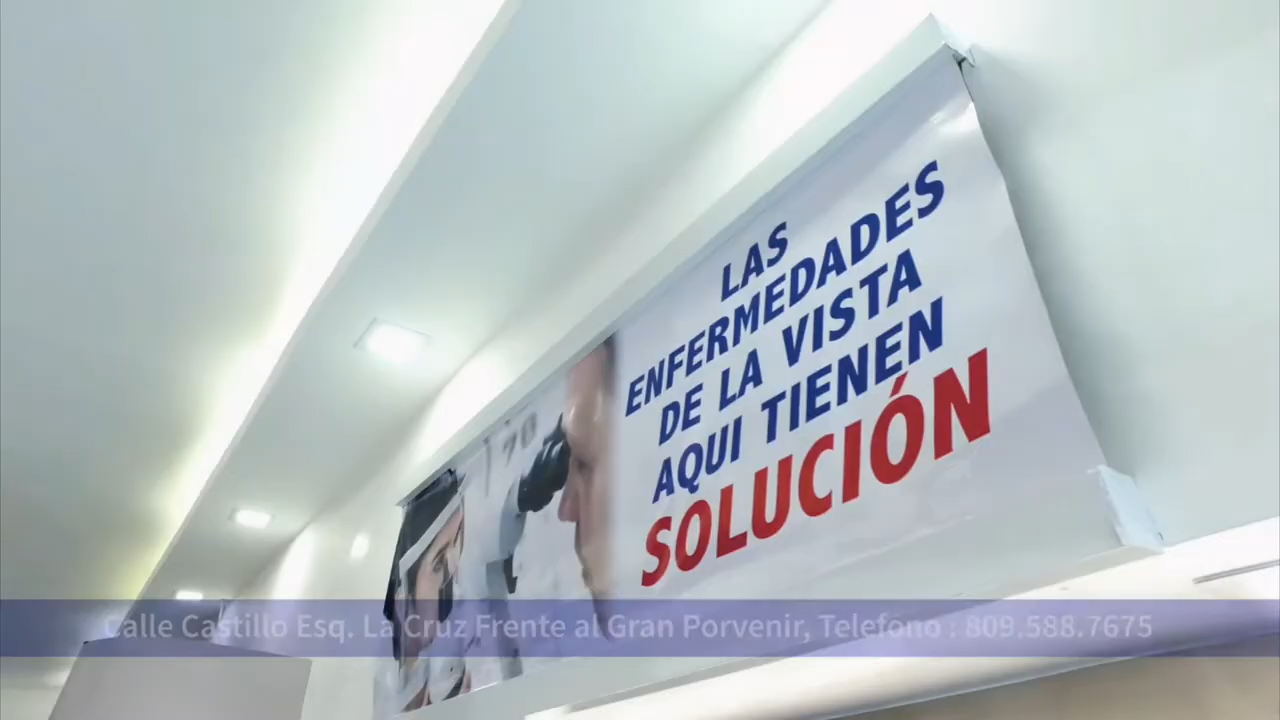 LAS
ENFERMEDADES
DE LA VISTA
AQUI TIENEN
SOLUCIÓN
Calle Castillo Esq. La Cruz Frente al Gran Porvenir, Telefono : 809.588.7675